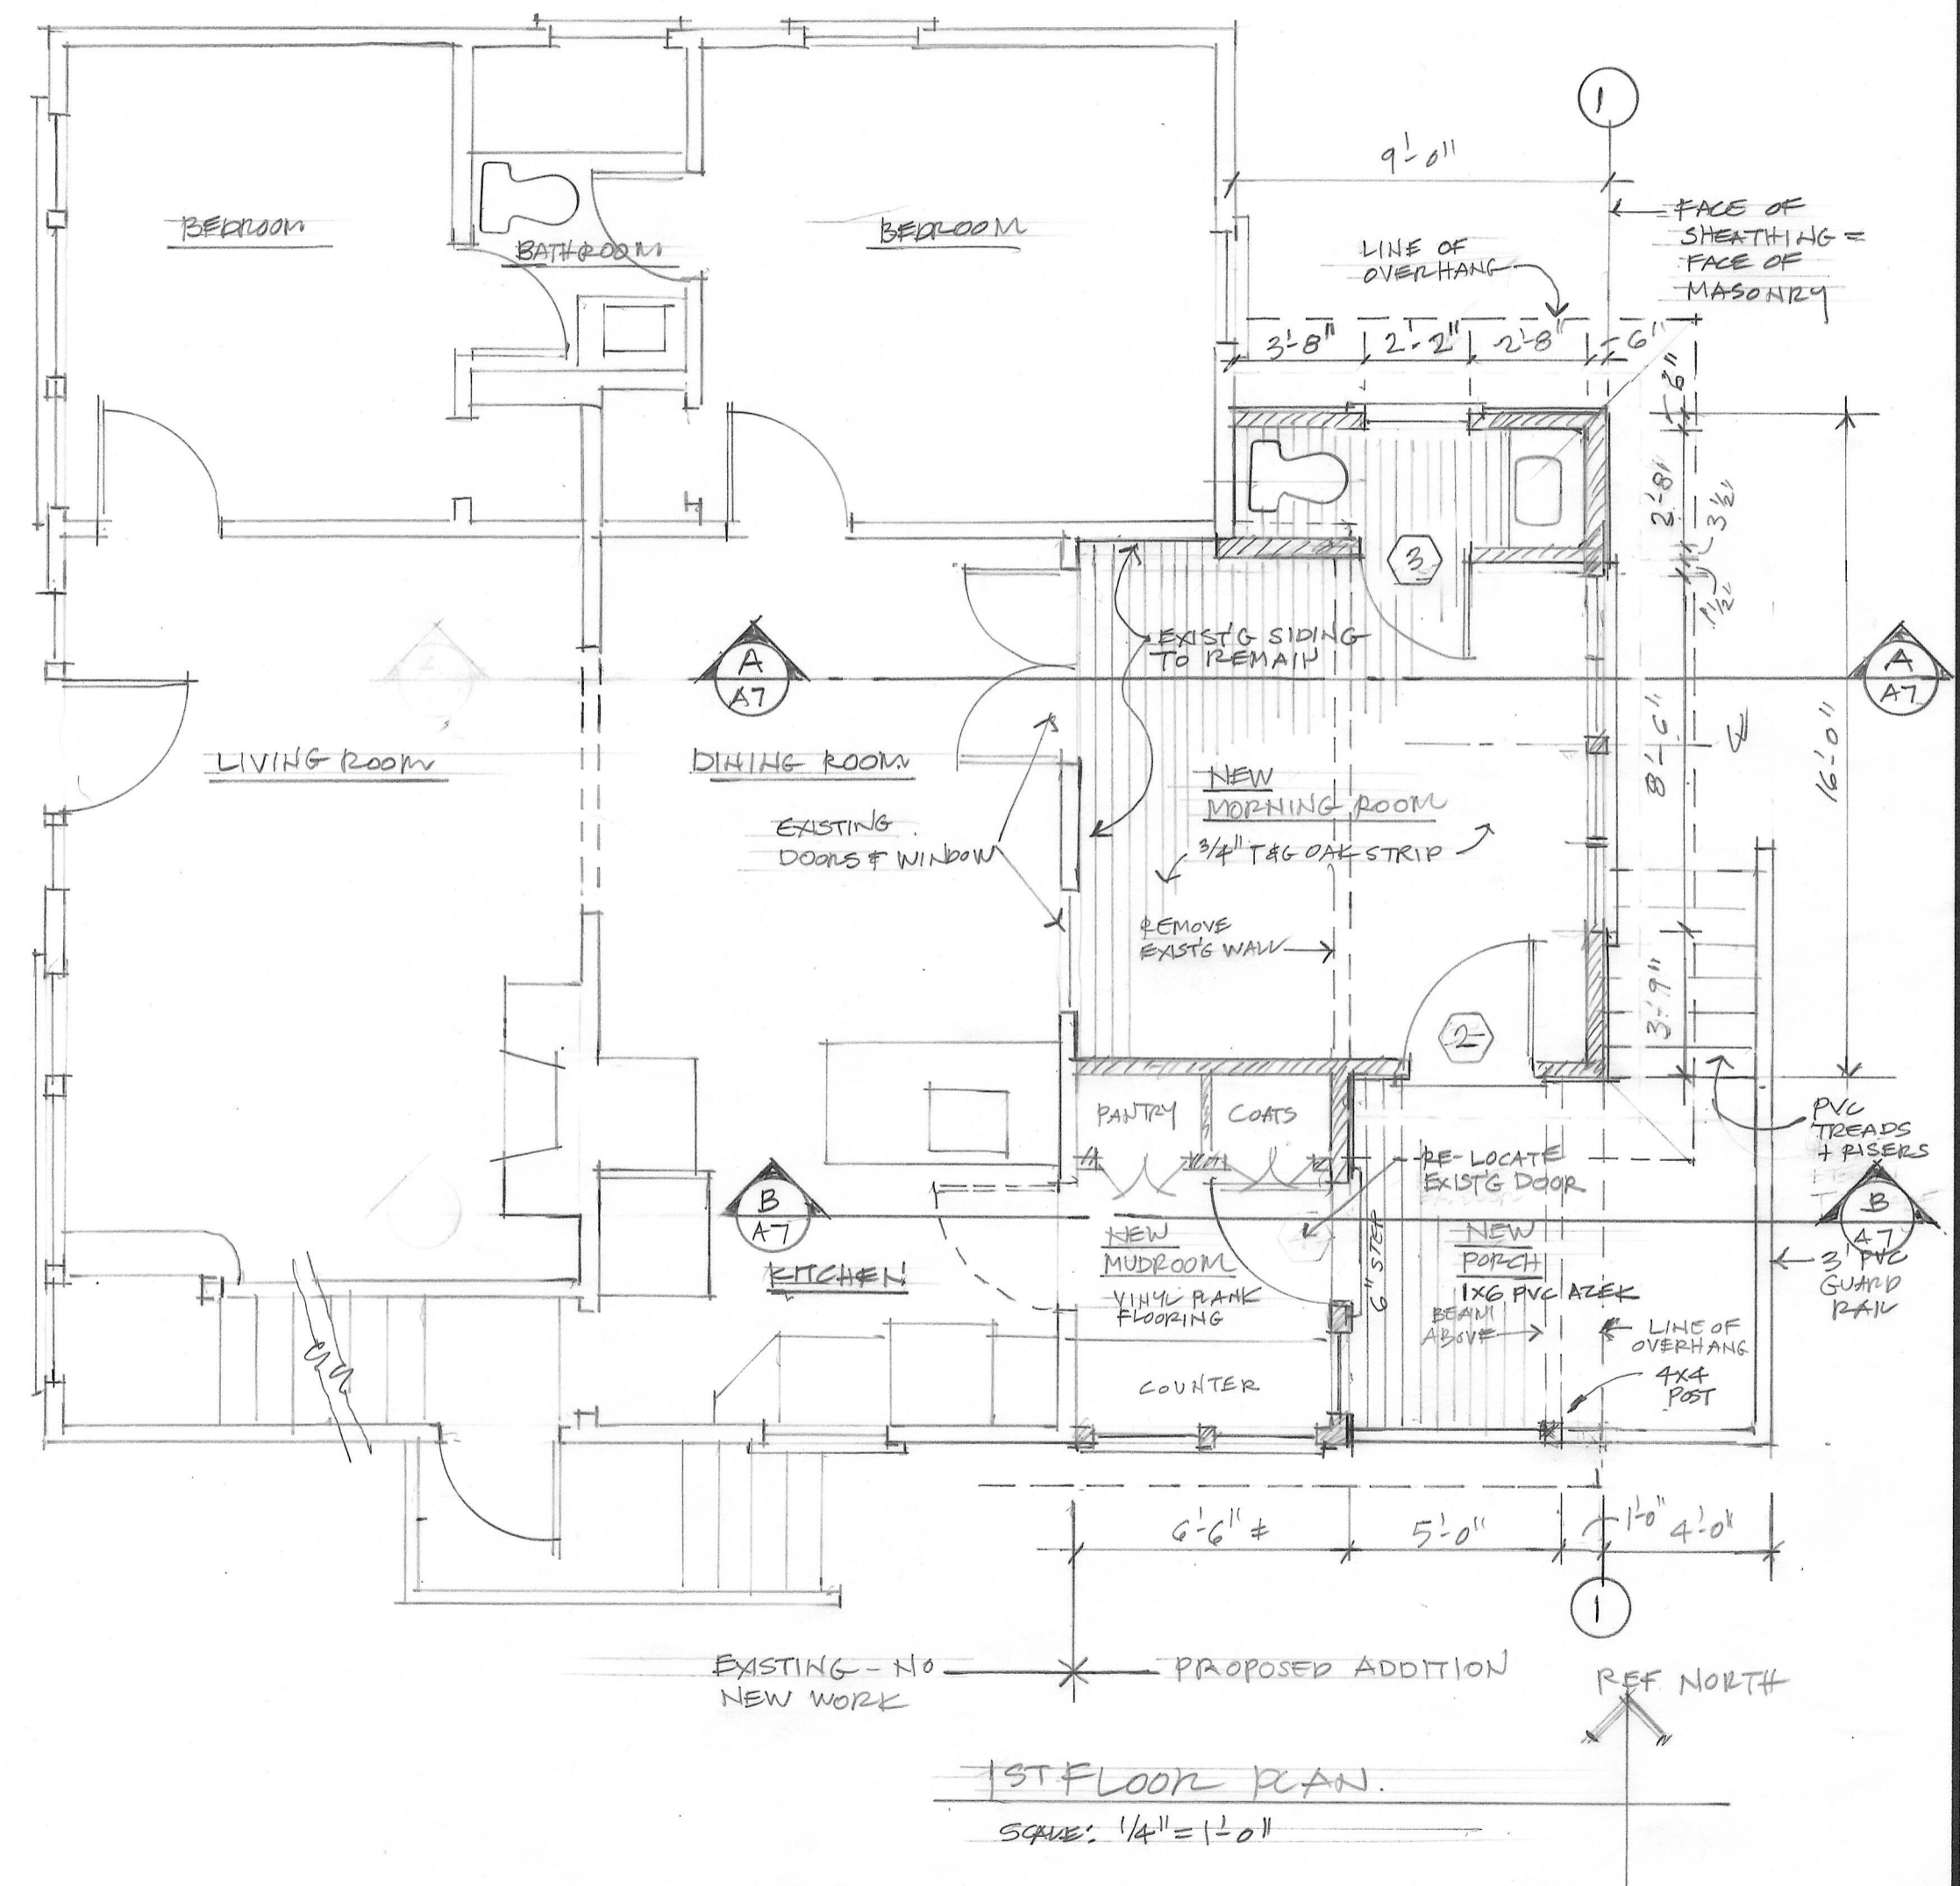 1
9'-0"
FACE OF
SHEATHING =
FACE OF
MASONRY
LINE OF
OVERHANG
BEDROOM
BATHROOM
BEDROOM
3'-8"
2'-2"
2'-8"
6"
6"
2'-8"
3½"
1½"
3
EXIST'G SIDING
TO REMAIN
A
A7
A
A7
LIVING ROOM
DINING ROOM
NEW
MORNING ROOM
8'-6"
16'-0"
EXISTING
DOORS & WINDOW
3/4" T&G OAK STRIP
REMOVE
EXIST'G WALL
3'-9"
2
PANTRY
COATS
PVC
TREADS
+ RISERS
RE-LOCATE
EXIST'G DOOR
B
A7
B
A7
KITCHEN
NEW
MUDROOM
VINYL PLANK
FLOORING
6" STEP
NEW
PORCH
1X6 PVC AZEK
BEAM
ABOVE
3' PVC
GUARD
RAIL
LINE OF
OVERHANG
4X4
POST
COUNTER
6'-6" ±
5'-0"
1'-0"
4'-0"
1
EXISTING - NO
NEW WORK
PROPOSED ADDITION
REF NORTH
1ST FLOOR PLAN.
SCALE: 1/4" = 1'-0"